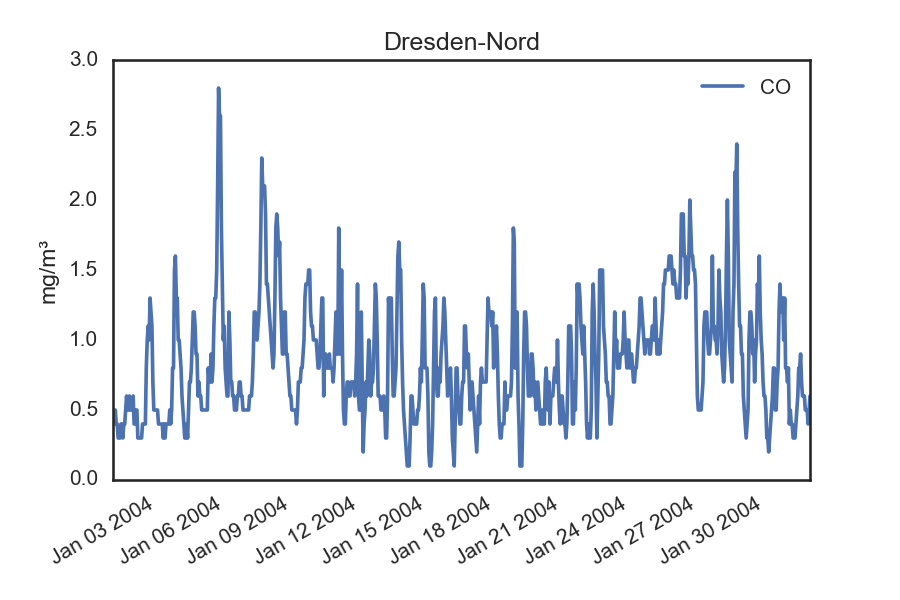 Dresden-Nord
3.0
2.5
2.0
1.5
1.0
0.5
0.0
mg/m³
CO
Jan 03 2004
Jan 06 2004
Jan 09 2004
Jan 12 2004
Jan 15 2004
Jan 18 2004
Jan 21 2004
Jan 24 2004
Jan 27 2004
Jan 30 2004